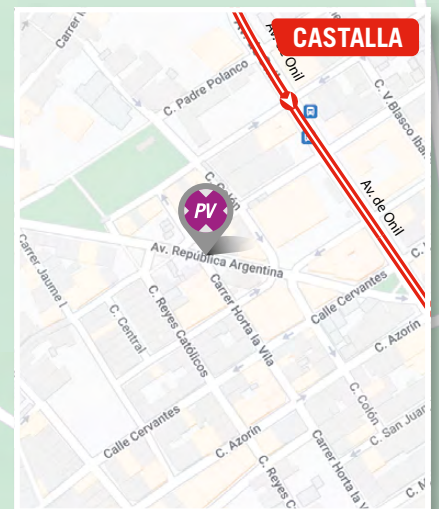 CASTALLA
Carrer
Av. de Onil
C. Padre Polanco
C. V. Blasco Ibañ
C. Colón
PV
Av. de Onil
Av. República Argentina
Carrer Jaume I
C. Central
C. Reyes Católicos
Carrer Horta la Vila
Calle Cervantes
C. Azorín
C. Colón
Calle Cervantes
C. Azorín
C. San Juan
Carrer Horta la V
C. Reyes C